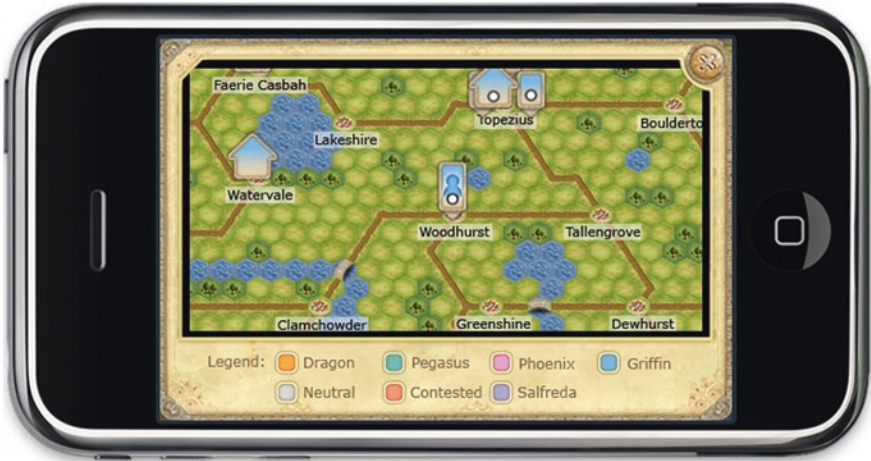 Faerie Casbah
Lakeshire
Topezius
Boulderto
Watervale
Woodhurst
Tallengrove
Clamchowder
Greenshine
Dewhurst
Legend: Dragon Pegasus Phoenix Griffin
Neutral Contested Salfreda